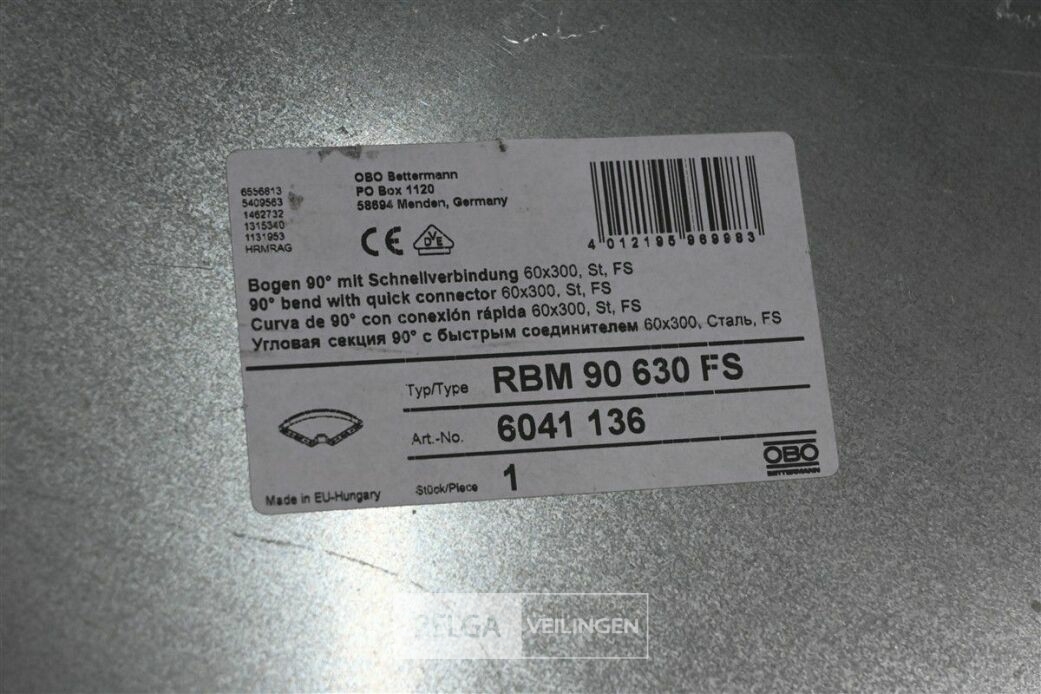 6556813
5409563
1462732
1315340
1131953
HRMRAG
OBO Bettermann
PO Box 1120
58694 Menden, Germany
CE
DVE
4 012195 969983
Bogen 90° mit Schnellverbindung 60x300, St, FS
90° bend with quick connector 60x300, St, FS
Curva de 90° con conexión rápida 60x300, St, FS
Угловая секция 90° с быстрым соединителем 60x300, Сталь, FS
Typ/Type RBM 90 630 FS
Art.-No. 6041 136
Stück/Piece 1
Made in EU-Hungary
OBO
BETTERMANN
BELGA VEILINGEN